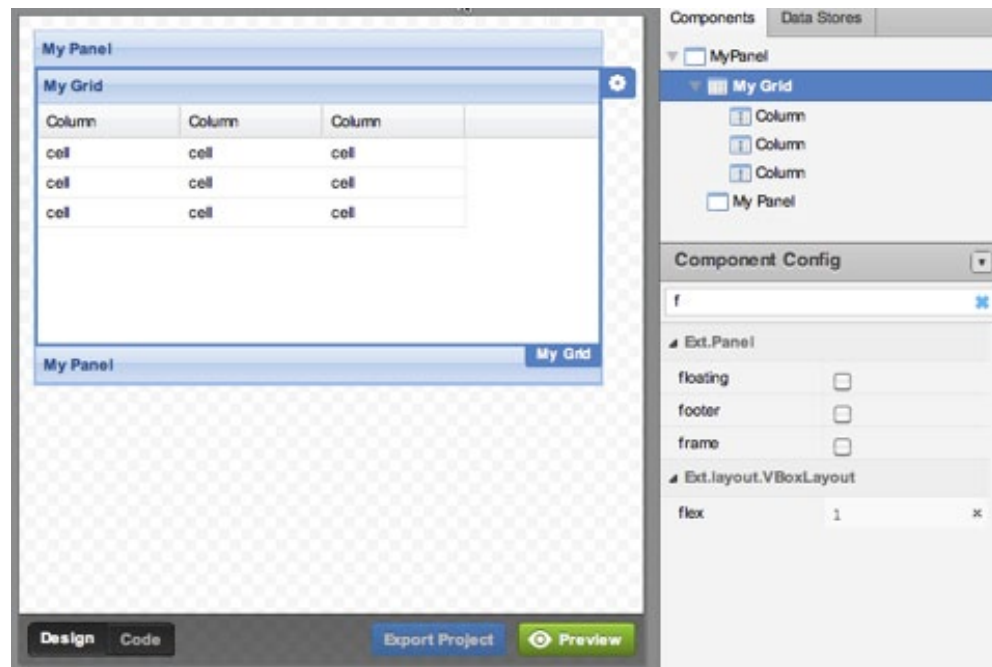 My Panel
My Grid
Column Column Column
cell cell cell
cell cell cell
cell cell cell
My Grid
My Panel
Design Code Export Project Preview
Components Data Stores
MyPanel
My Grid
Column
Column
Column
My Panel
Component Config
f
Ext.Panel
floating
footer
frame
Ext.layout.VBoxLayout
flex 1